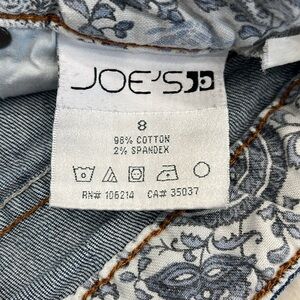 JOE'S
8
98% COTTON
2% SPANDEX
RN# 106214 CA# 35037